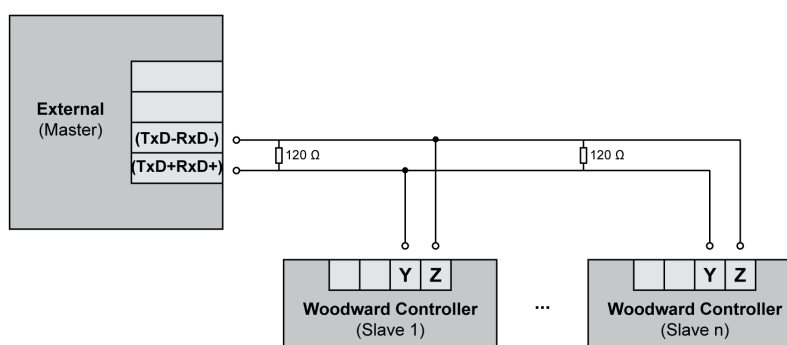 External
(Master)
(TxD-RxD-)
(TxD+RxD+)
120 Ω
120 Ω
Y Z
Y Z
Woodward Controller
(Slave 1)
...
Woodward Controller
(Slave n)